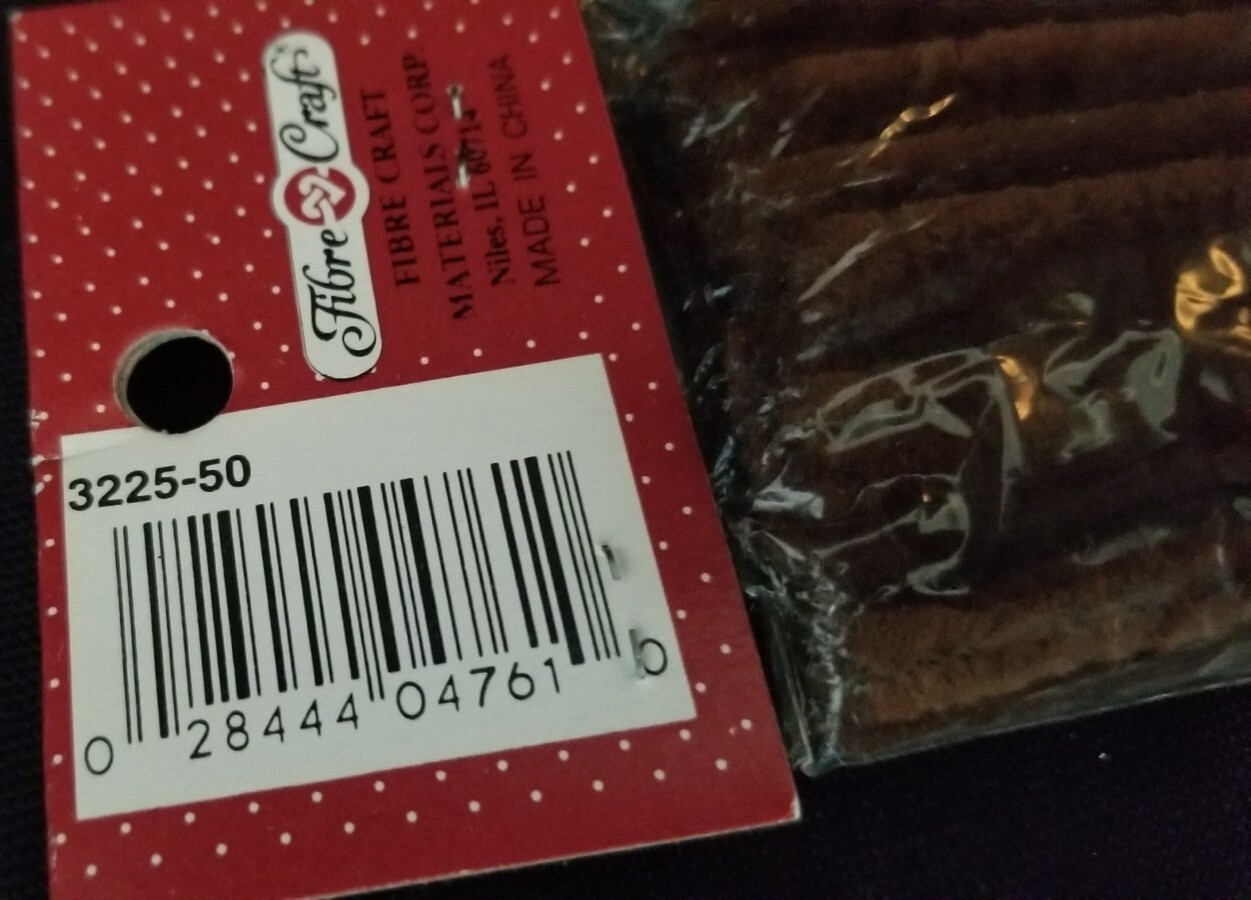 Fibre Craft
FIBRE CRAFT
MATERIALS CORP.
Niles, IL 60714
MADE IN CHINA
3225-50
0 28444 04761 0